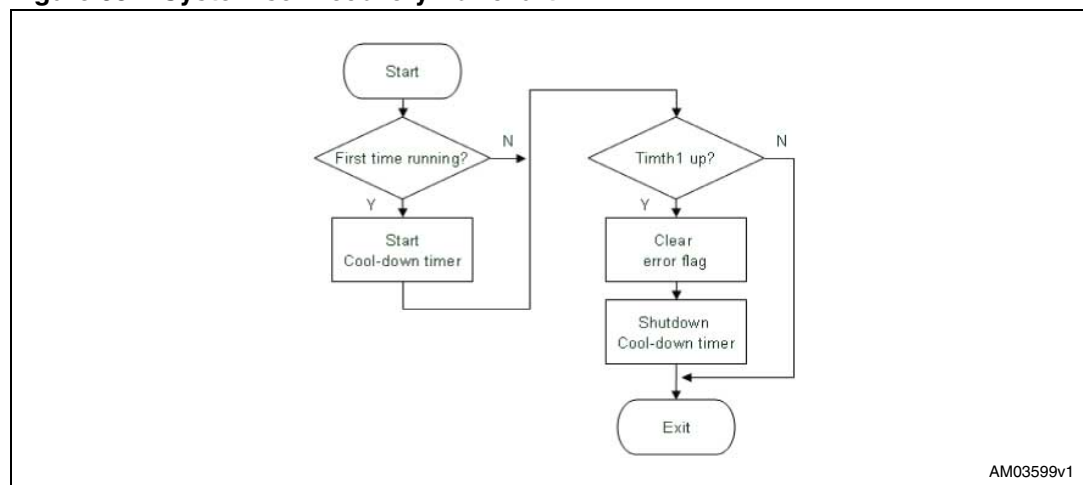 Start
First time running?
N
Y
Start
Cool-down timer
Timth1 up?
N
Y
Clear
error flag
Shutdown
Cool-down timer
Exit
AM03599v1